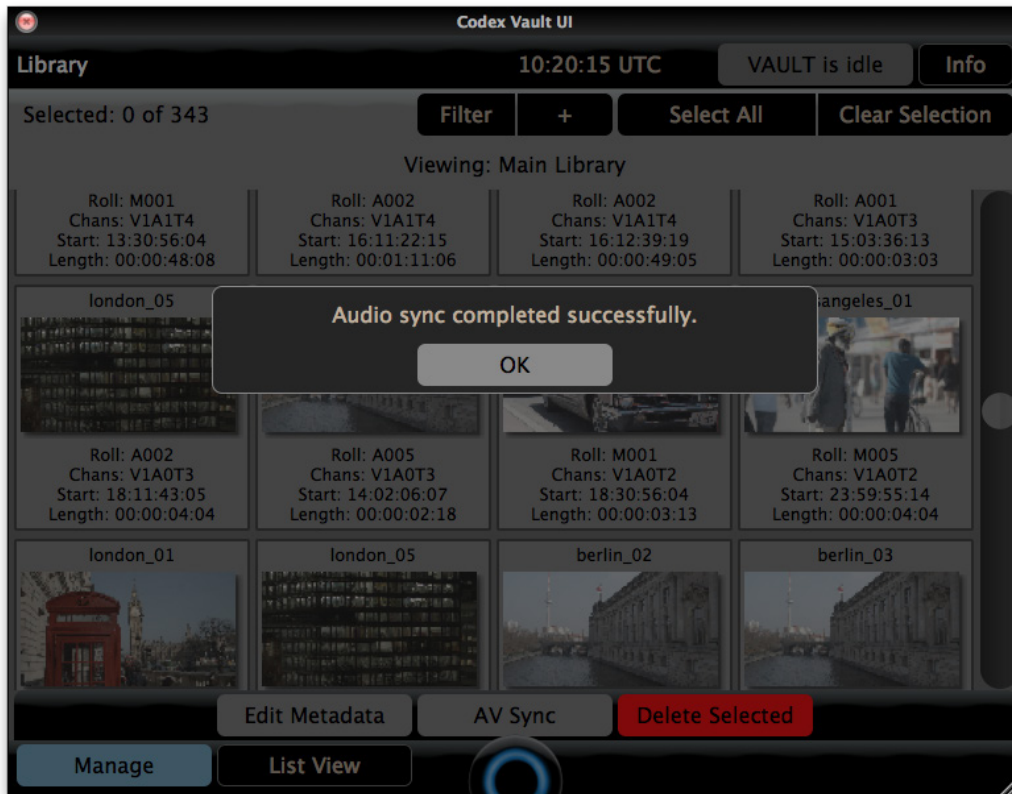 Codex Vault UI
Library
10:20:15 UTC
VAULT is idle
Info
Selected: 0 of 343
Filter
+
Select All
Clear Selection
Viewing: Main Library
Roll: M001
Chans: V1A1T4
Start: 13:30:56:04
Length: 00:00:48:08
Roll: A002
Chans: V1A1T4
Start: 16:11:22:15
Length: 00:01:11:06
Roll: A002
Chans: V1A1T4
Start: 16:12:39:19
Length: 00:00:49:05
Roll: A001
Chans: V1A0T3
Start: 15:03:36:13
Length: 00:00:03:03
Audio sync completed successfully.
OK
london_05
Roll: A002
Chans: V1A0T3
Start: 18:11:43:05
Length: 00:00:04:04
Roll: A005
Chans: V1A0T3
Start: 14:02:06:07
Length: 00:00:02:18
Roll: M001
Chans: V1A0T2
Start: 18:30:56:04
Length: 00:00:03:13
sangeles_01
Roll: M005
Chans: V1A0T2
Start: 23:59:55:14
Length: 00:00:04:04
london_01
london_05
berlin_02
berlin_03
Edit Metadata
AV Sync
Delete Selected
Manage
List View